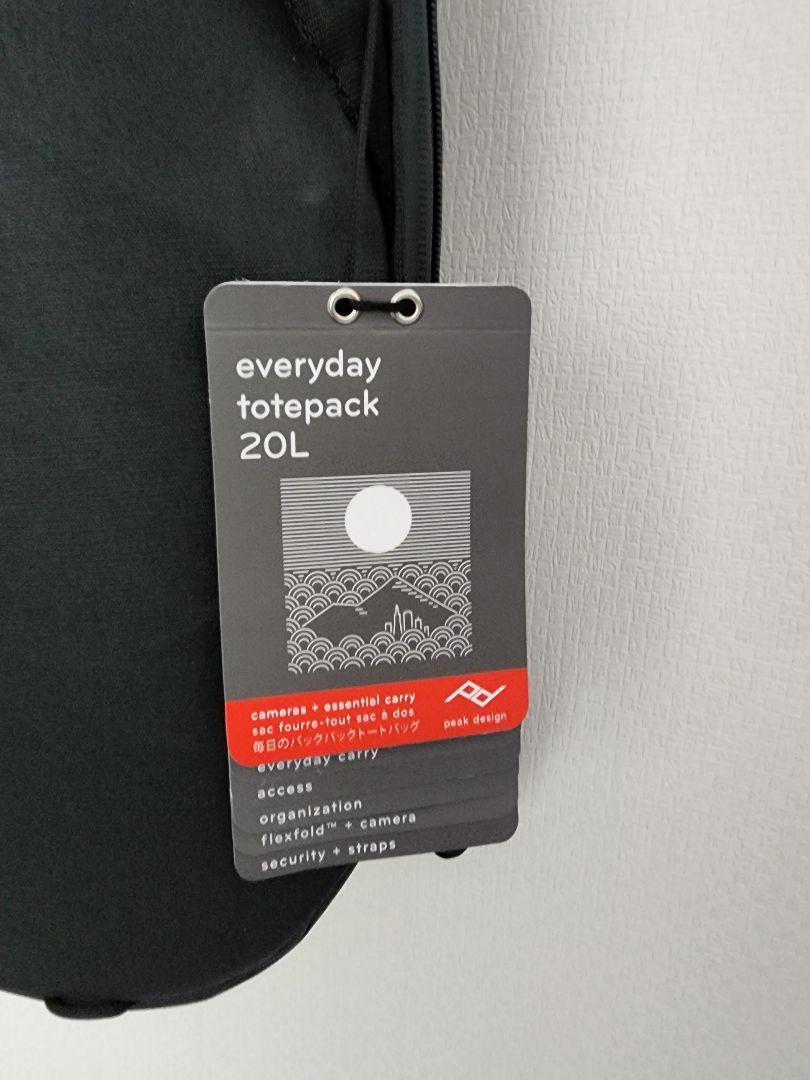 everyday
totepack
20L
cameras + essential carry
sac fourre-tout sac à dos
毎日のバックパックトートバッグ
peak design
everyday carry
access
organization
flexfold™ + camera
security + straps